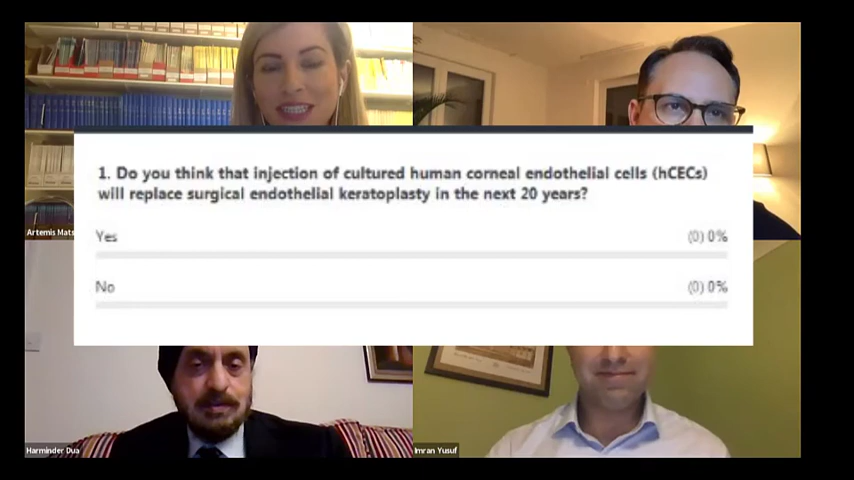 1. Do you think that injection of cultured human corneal endothelial cells (hCECs)
will replace surgical endothelial keratoplasty in the next 20 years?
Artemis Mats
Yes (0) 0%
No (0) 0%
Harminder Dua
Imran Yusuf